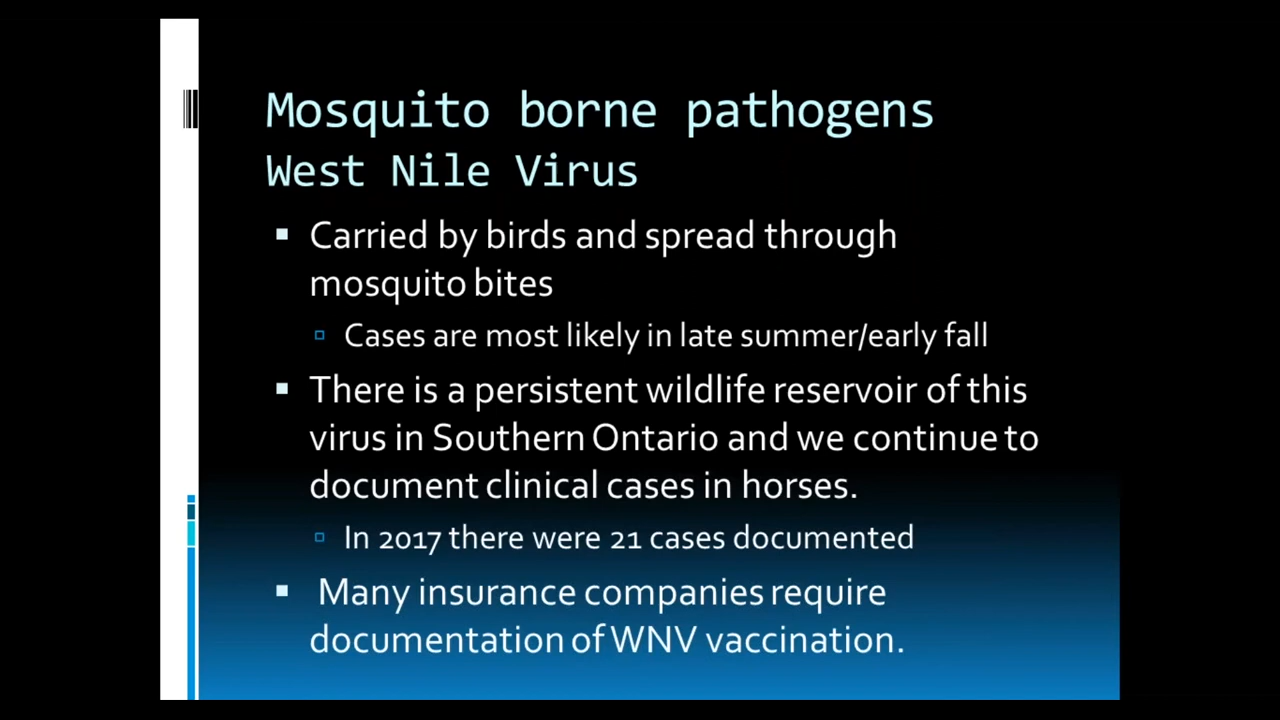 Mosquito borne pathogens
West Nile Virus
▪ Carried by birds and spread through
mosquito bites
▫ Cases are most likely in late summer/early fall
▪ There is a persistent wildlife reservoir of this
virus in Southern Ontario and we continue to
document clinical cases in horses.
▫ In 2017 there were 21 cases documented
▪ Many insurance companies require
documentation of WNV vaccination.